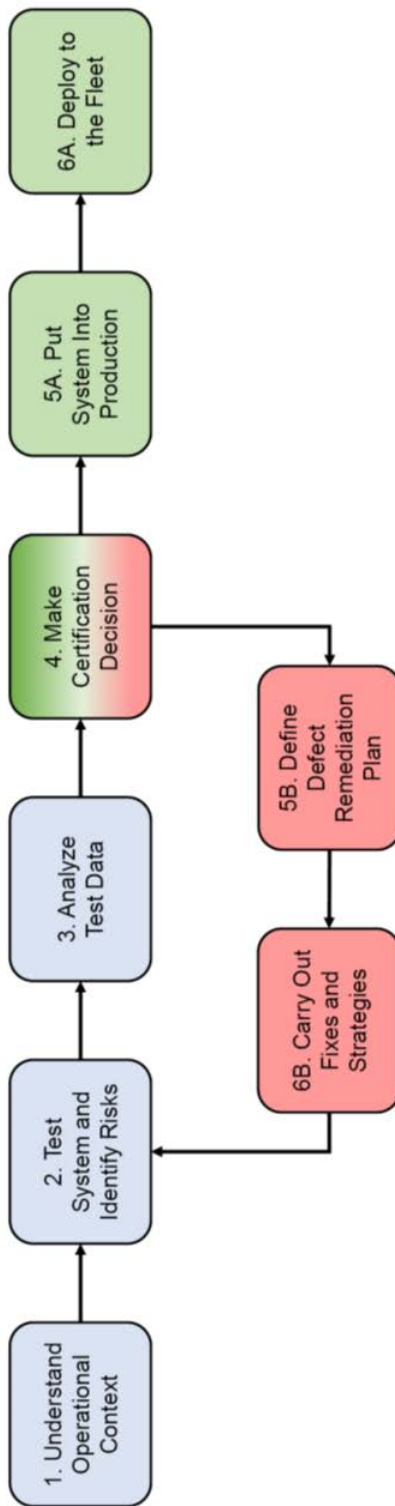 1. Understand
Operational
Context
2. Test
System and
Identify Risks
3. Analyze
Test Data
4. Make
Certification
Decision
5A. Put
System Into
Production
6A. Deploy to
the Fleet
5B. Define
Defect
Remediation
Plan
6B. Carry Out
Fixes and
Strategies